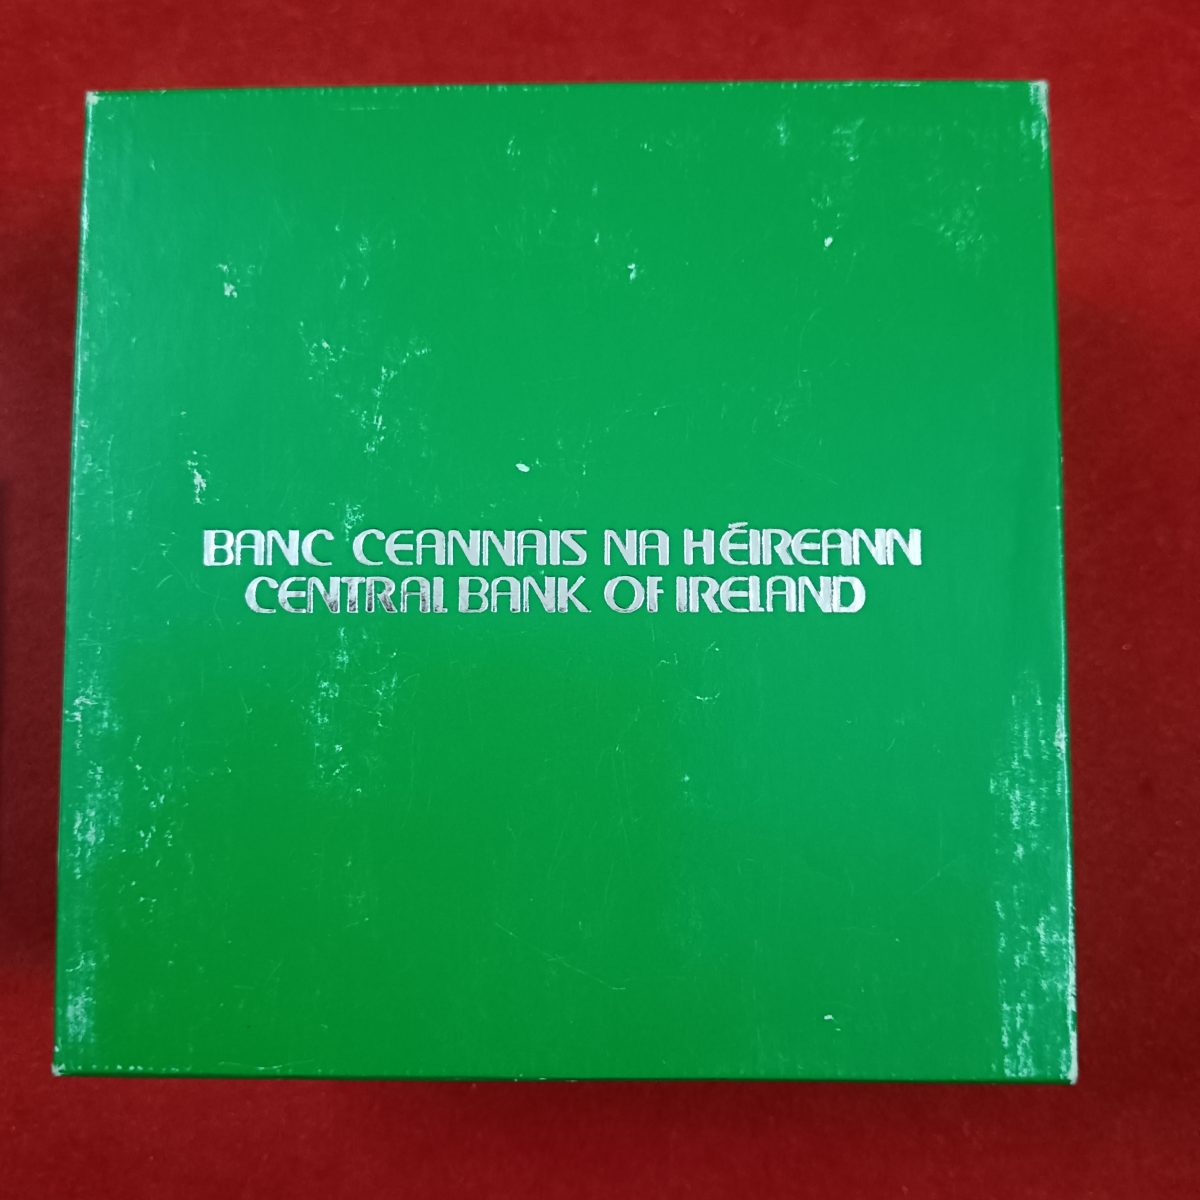 BANC CEANNAIS NA HÉIREANN
CENTRAL BANK OF IRELAND